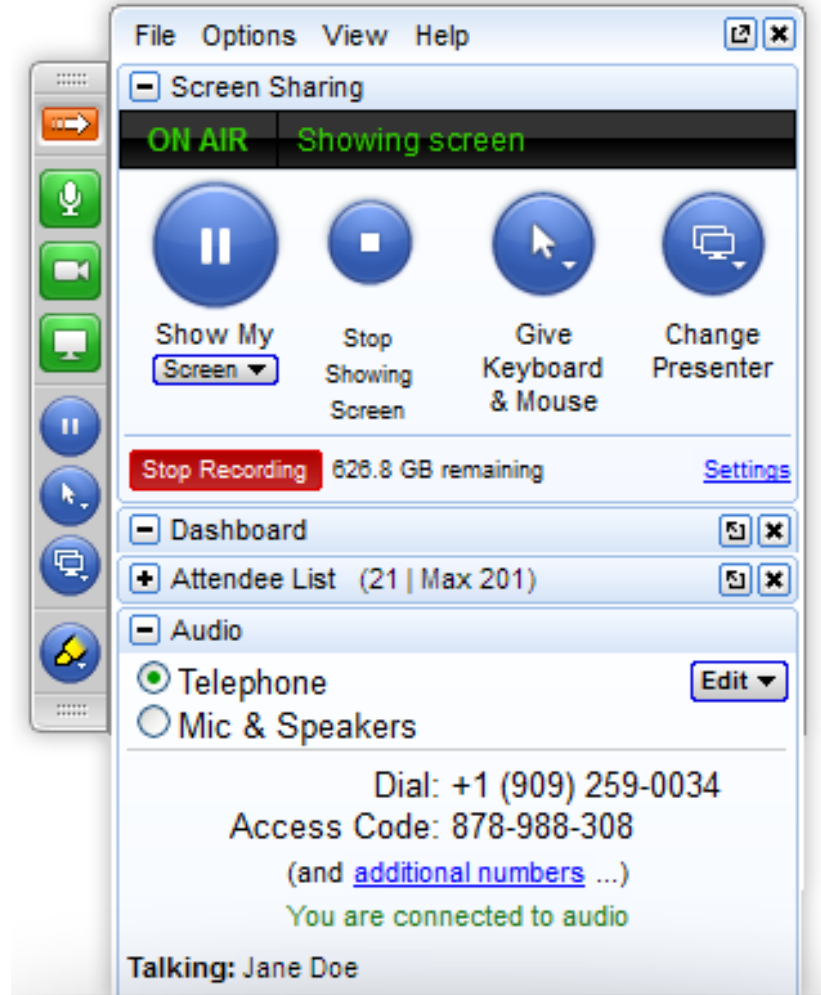 File Options View Help
Screen Sharing
ON AIR Showing screen
Show My
Screen
Stop
Showing
Screen
Give
Keyboard
& Mouse
Change
Presenter
Stop Recording 626.8 GB remaining Settings
Dashboard
Attendee List (21 | Max 201)
Audio
Telephone Edit
Mic & Speakers
Dial: +1 (909) 259-0034
Access Code: 878-988-308
(and additional numbers ...)
You are connected to audio
Talking: Jane Doe